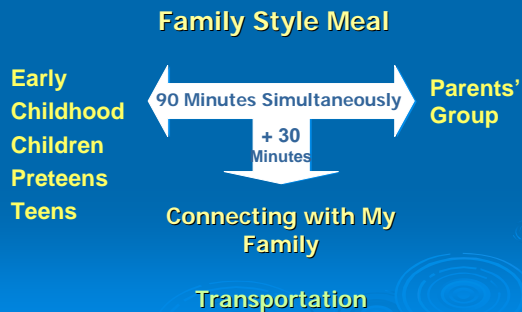 Family Style Meal
Early
Childhood
Children
Preteens
Teens
90 Minutes Simultaneously
+ 30
Minutes
Parents'
Group
Connecting with My
Family
Transportation